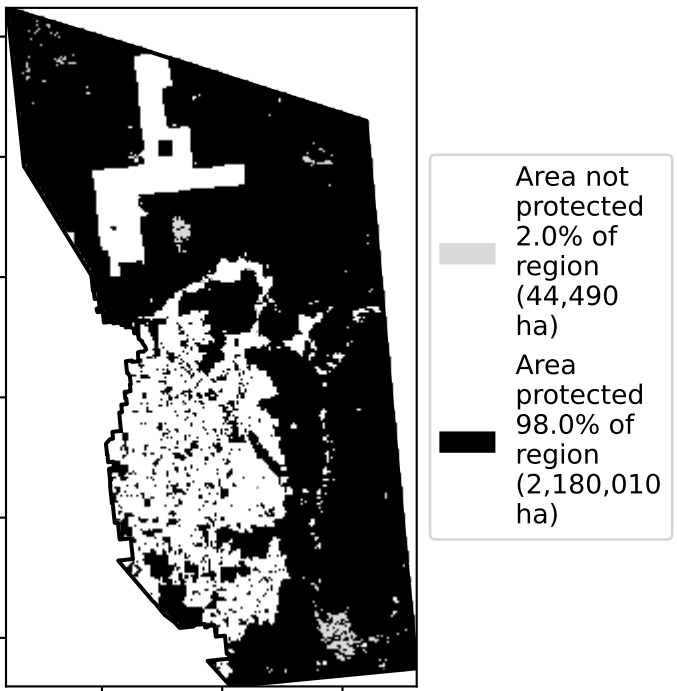 Area not
protected
2.0% of
region
(44,490
ha)
Area
protected
98.0% of
region
(2,180,010
ha)